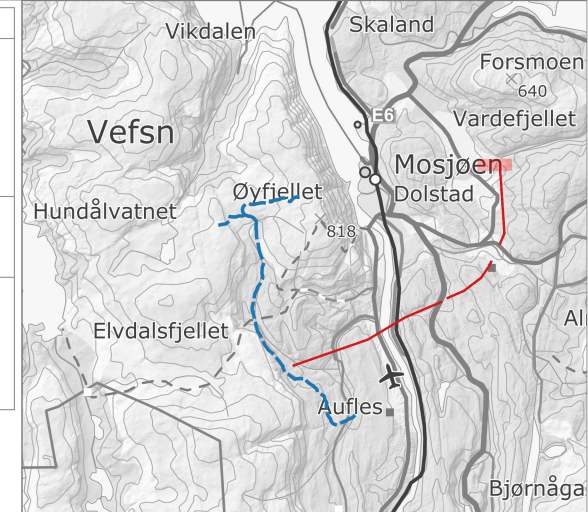 Vikdalen
Skaland
Forsmoen
640
E6
Vardefjellet
Vefsn
Mosjøen
Dolstad
Øyfjellet
Hundålvatnet
818
Elvdalsfjellet
Aufles
Bjørnåga